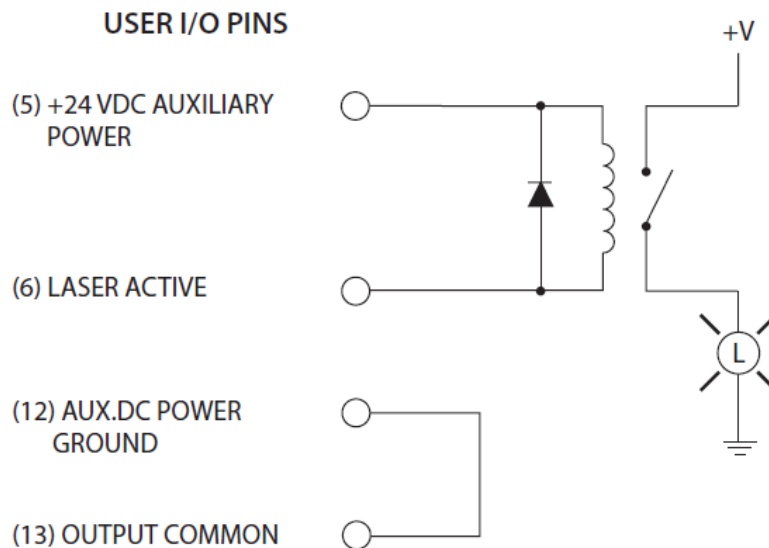 USER I/O PINS
+V
(5) +24 VDC AUXILIARY
POWER
(6) LASER ACTIVE
L
(12) AUX.DC POWER
GROUND
(13) OUTPUT COMMON